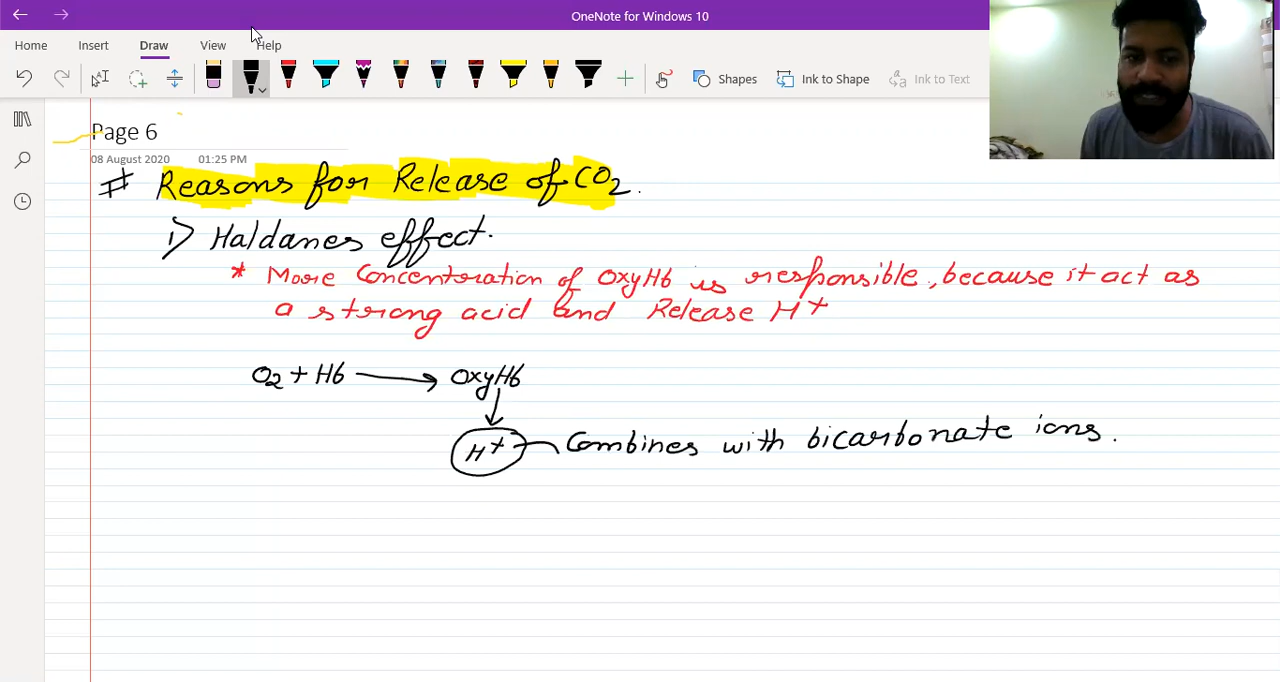 OneNote for Windows 10
Home Insert Draw View Help
Shapes Ink to Shape Ink to Text
Page 6
08 August 2020 01:25 PM
# Reasons for Release of CO2.
1) Haldanes effect.
* More Concentration of OxyHb is responsible, because it act as
a strong acid and Release H+
O2 + Hb → OxyHb
↓
H+ Combines with bicarbonate ions.